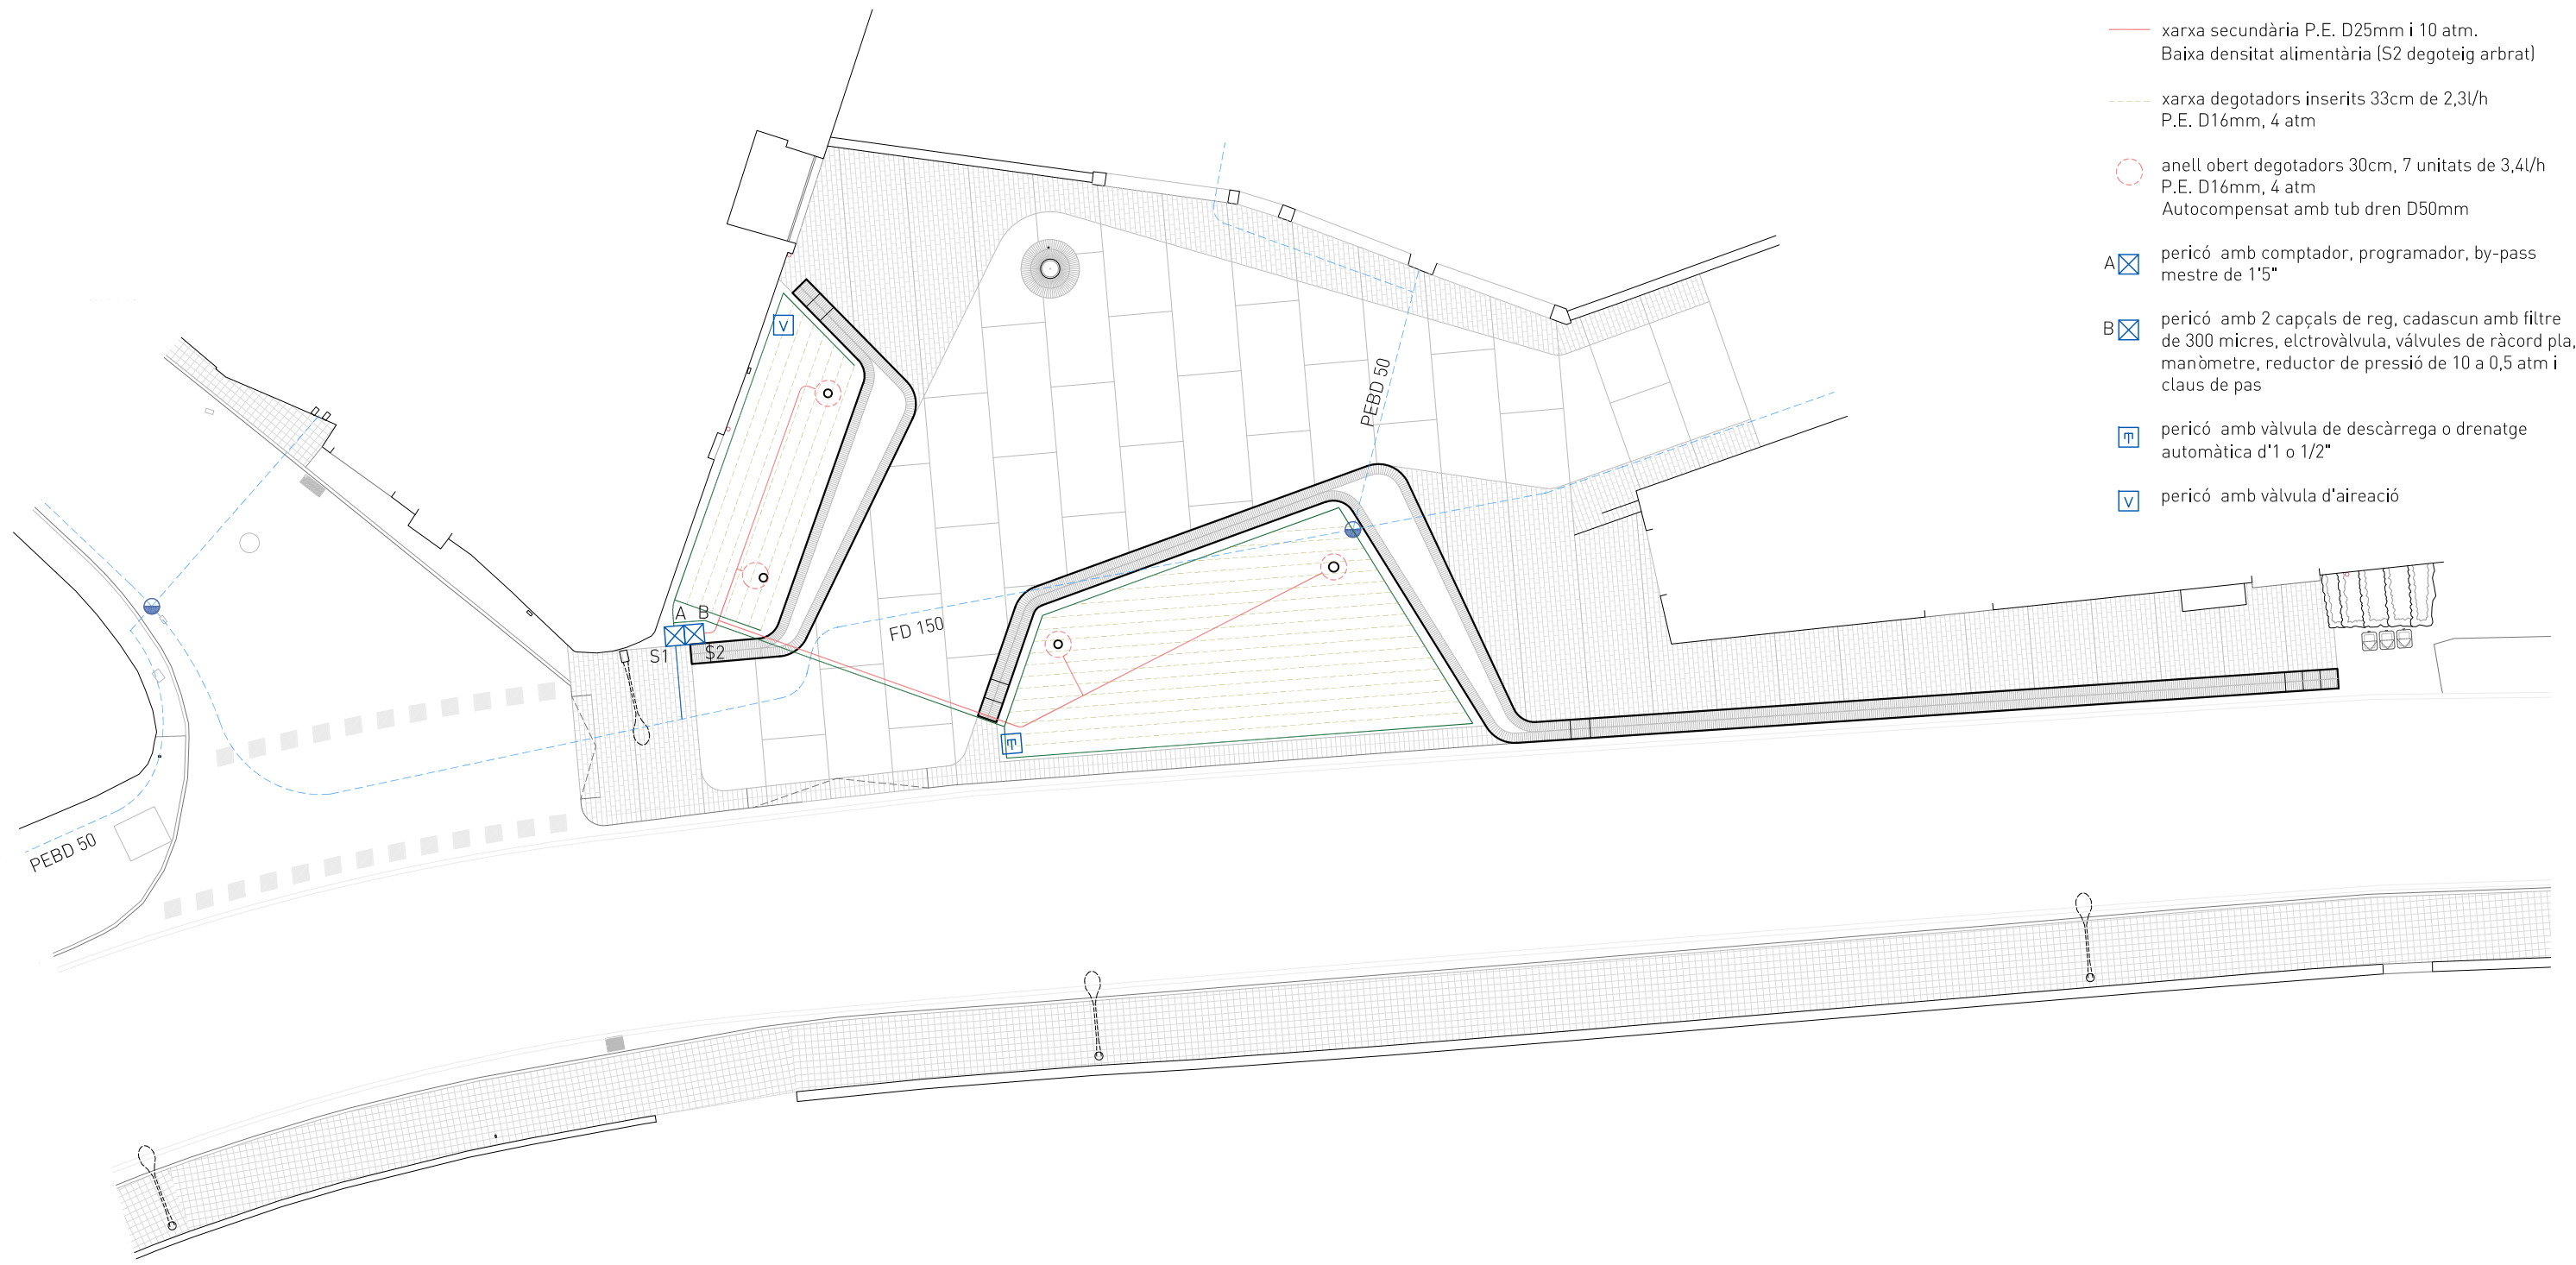 xarxa secundària P.E. D25mm i 10 atm.
Baixa densitat alimentària (S2 degoteig arbrat)
xarxa degotadors inserits 33cm de 2,3l/h
P.E. D16mm, 4 atm
anell obert degotadors 30cm, 7 unitats de 3,4l/h
P.E. D16mm, 4 atm
Autocompensat amb tub dren D50mm
A
pericó amb comptador, programador, by-pass
mestre de 1'5"
B
pericó amb 2 capçals de reg, cadascun amb filtre
de 300 micres, elctrovàlvula, válvules de ràcord pla,
manòmetre, reductor de pressió de 10 a 0,5 atm i
claus de pas
pericó amb vàlvula de descàrrega o drenatge
automàtica d'1 o 1/2"
V
pericó amb vàlvula d'aireació
V
PEBD 50
A B
S1 S2
FD 150
PEBD 50